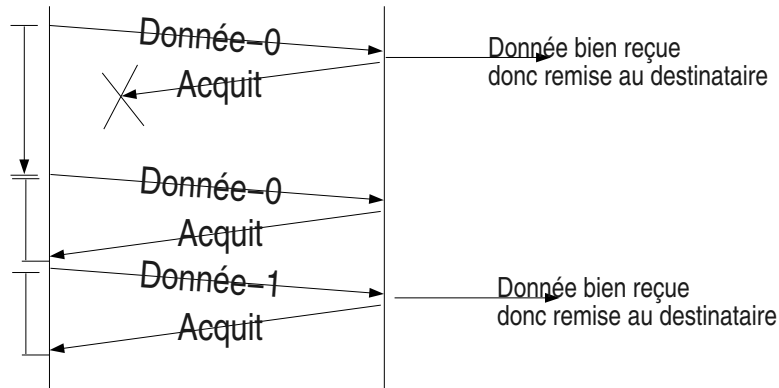 Donnée–0
Donnée bien reçue
donc remise au destinataire
Acquit
Donnée–0
Acquit
Donnée–1
Donnée bien reçue
donc remise au destinataire
Acquit